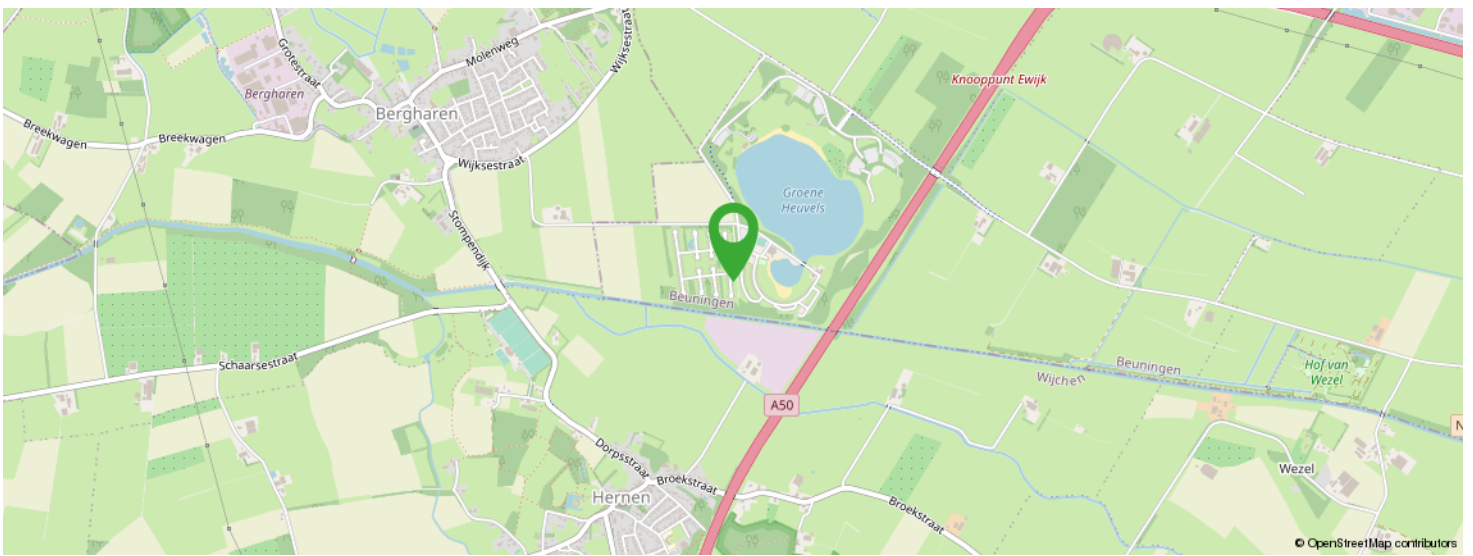 Grotestraat
Molenweg
Wijksestraat
Knooppunt Ewijk
Bergharen
Bergharen
Breekwagen
Breekwagen
Wijksestraat
Groene
Heuvels
Stompendijk
Beuningen
Schaarsestraat
Beuningen
Hof van
Wezel
Wijchen
A50
N
Dorpsstraat
Broekstraat
Hernen
Broekstraat
Wezel
© OpenStreetMap contributors